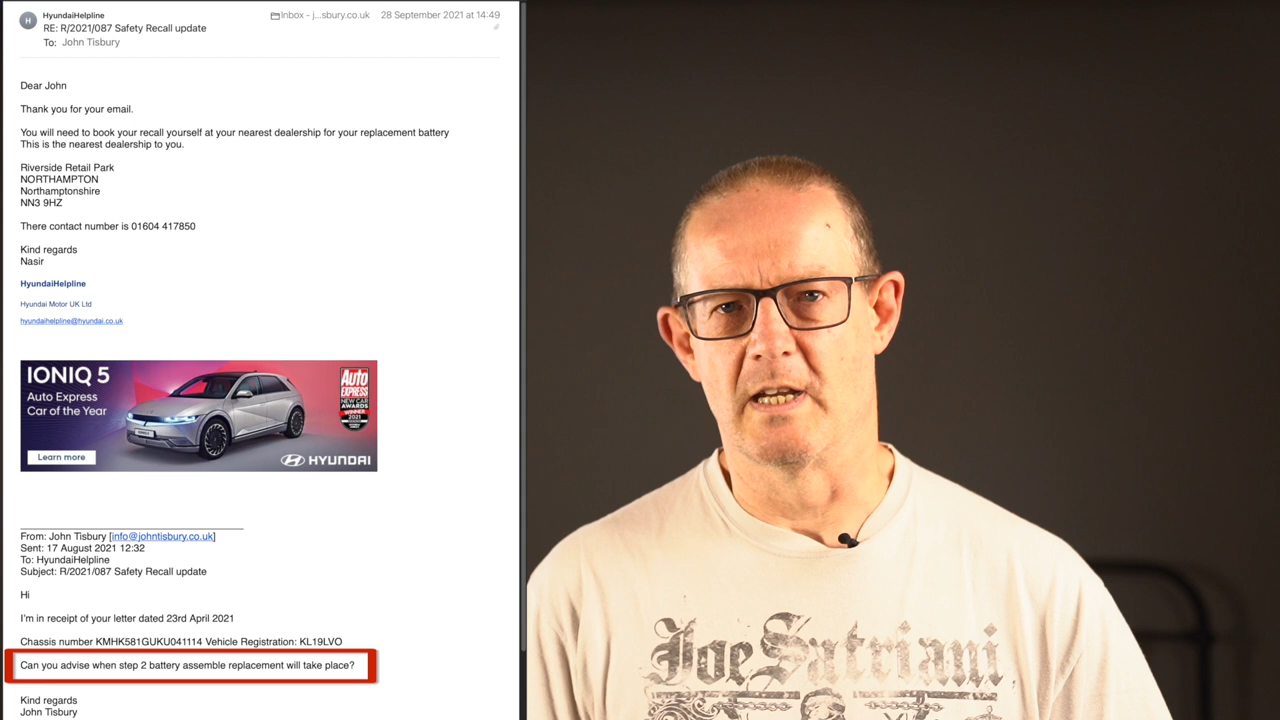 H
HyundaiHelpline
Inbox - j...sbury.co.uk 28 September 2021 at 14:49
RE: R/2021/087 Safety Recall update
To: John Tisbury
Dear John
Thank you for your email.
You will need to book your recall yourself at your nearest dealership for your replacement battery
This is the nearest dealership to you.
Riverside Retail Park
NORTHAMPTON
Northamptonshire
NN3 9HZ
There contact number is 01604 417850
Kind regards
Nasir
HyundaiHelpline
Hyundai Motor UK Ltd
hyundaihelpline@hyundai.co.uk
IONIQ 5
Auto Express
Car of the Year
Learn more
Auto
EXPRESS
NEW CAR
AWARDS
WINNER
2021
HYUNDAI
From: John Tisbury [info@johntisbury.co.uk]
Sent: 17 August 2021 12:32
To: HyundaiHelpline
Subject: R/2021/087 Safety Recall update
Hi
I'm in receipt of your letter dated 23rd April 2021
Chassis number KMHK581GUKU041114 Vehicle Registration: KL19LVO
Can you advise when step 2 battery assemble replacement will take place?
Kind regards
John Tisbury
Joe Satriani